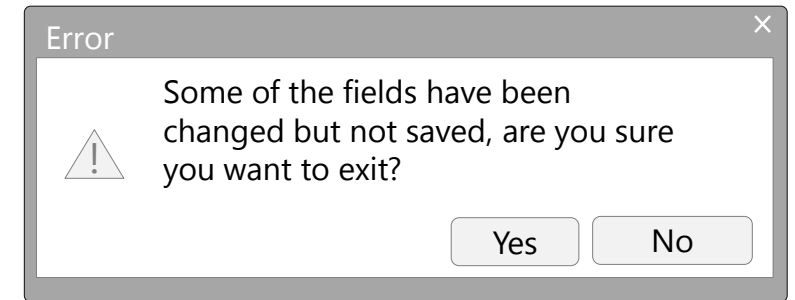 Error
Some of the fields have been
changed but not saved, are you sure
you want to exit?
Yes No